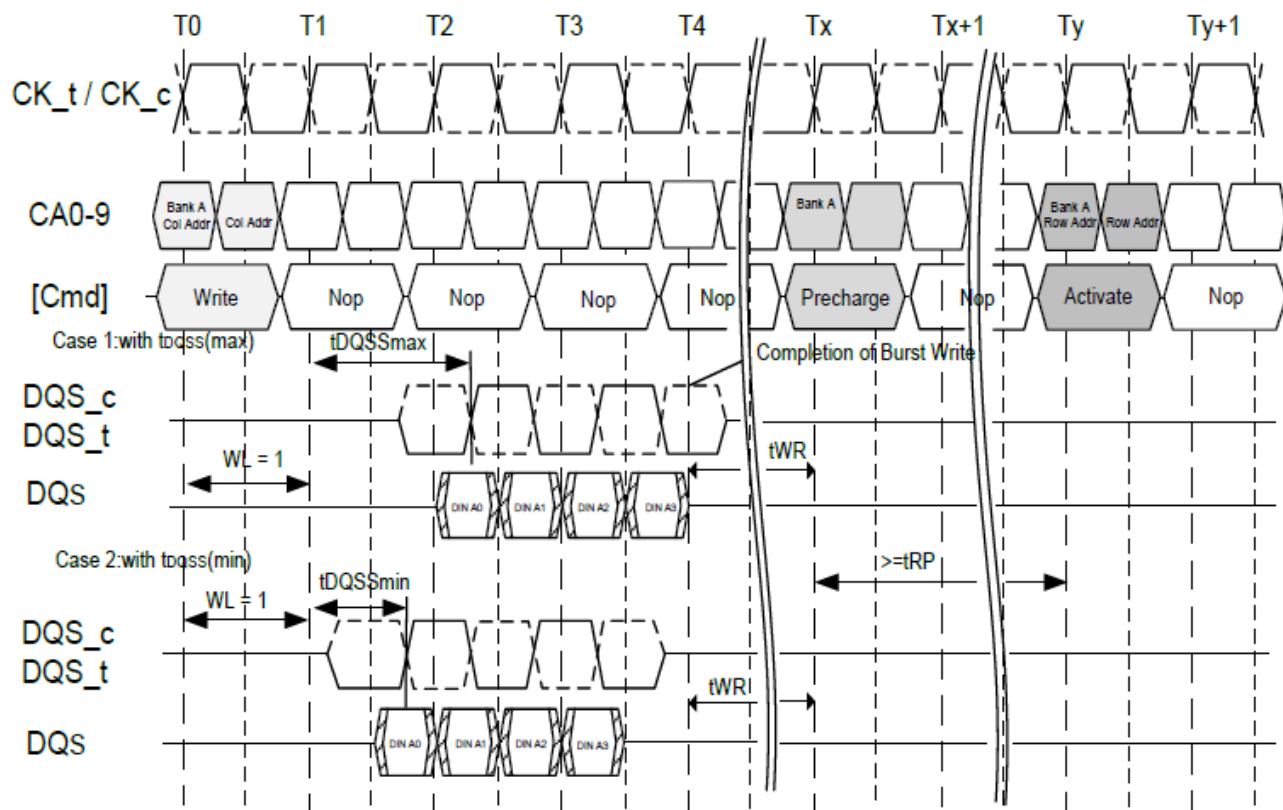 T0 T1 T2 T3 T4 Tx Tx+1 Ty Ty+1
CK_t / CK_c
CA0-9
Bank A
Col Addr
Col Addr
Bank A
Bank A
Row Addr
Row Addr
[Cmd]
Write
Nop
Nop
Nop
Nop
Precharge
Nop
Activate
Nop
Case 1:with tDQSS(max)
tDQSSmax
Completion of Burst Write
DQS_c
DQS_t
WL = 1
tWR
DQs
DIN A0
DIN A1
DIN A2
DIN A3
Case 2:with tDQSS(min)
tDQSSmin
>=tRP
WL = 1
DQS_c
DQS_t
tWR
DQs
DIN A0
DIN A1
DIN A2
DIN A3